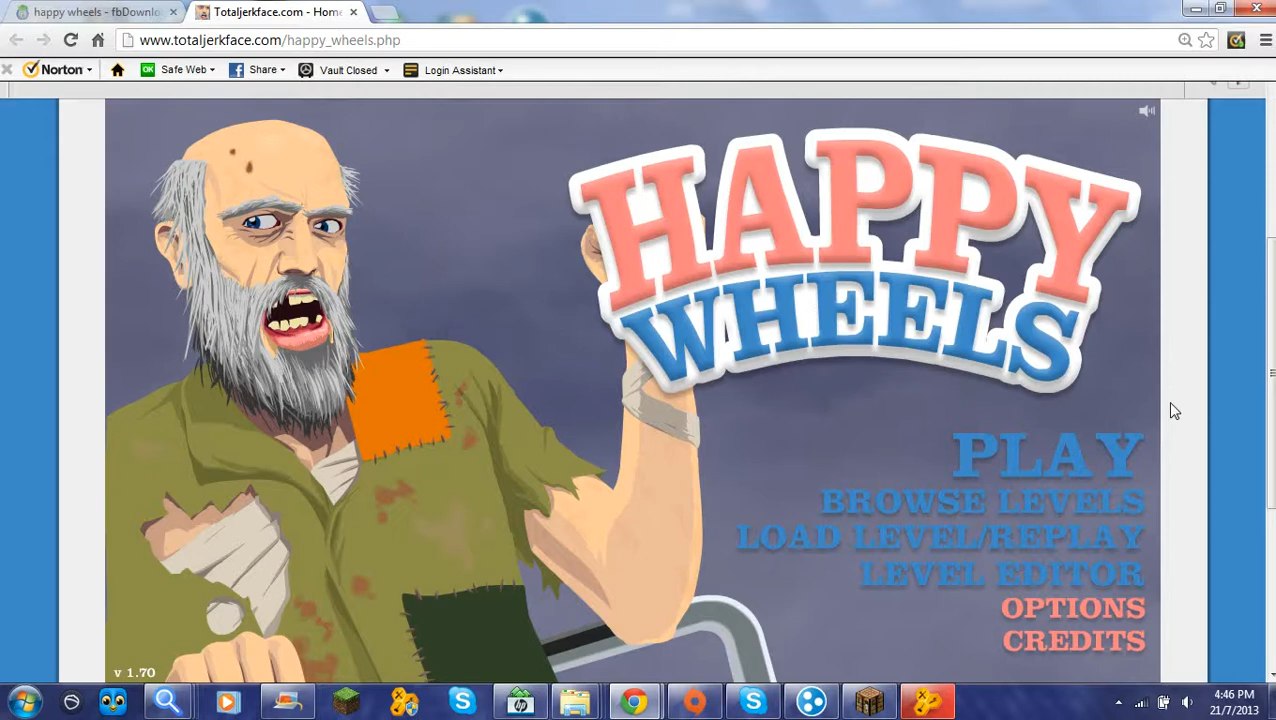 happy wheels - fbDownlo
Totaljerkface.com - Home
www.totaljerkface.com/happy_wheels.php
Norton
Safe Web
Share
Vault Closed
Login Assistant
HAPPY
WHEELS
PLAY
BROWSE LEVELS
LOAD LEVEL/REPLAY
LEVEL EDITOR
OPTIONS
CREDITS
v 1.70
4:46 PM
21/7/2013